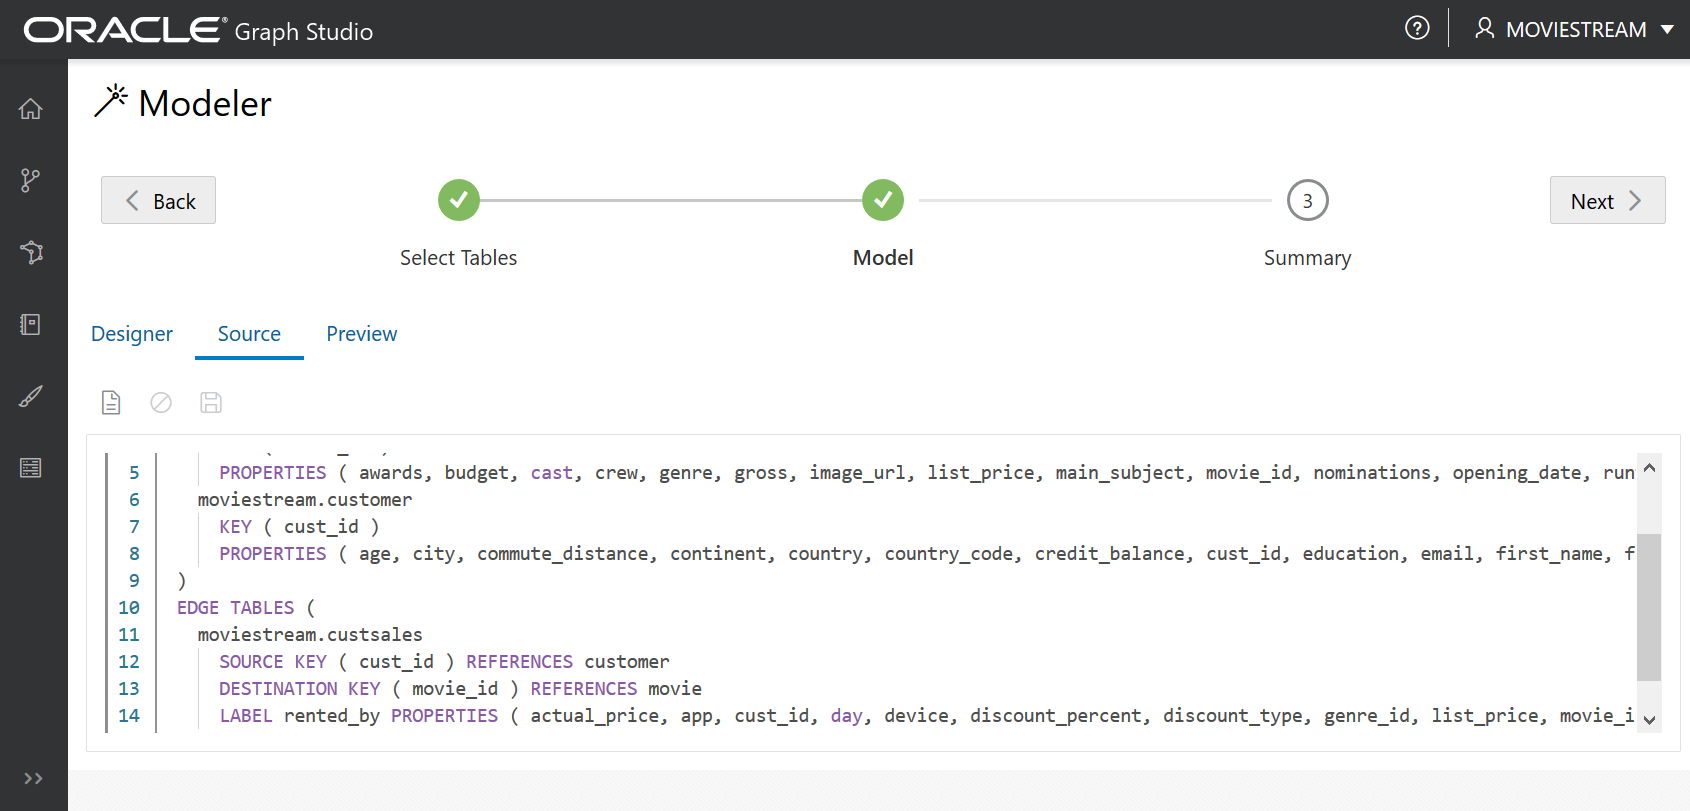 ORACLE® Graph Studio
? MOVIESTREAM
Modeler
Back
3
Next
Select Tables Model Summary
Designer Source Preview
5 PROPERTIES ( awards, budget, cast, crew, genre, gross, image_url, list_price, main_subject, movie_id, nominations, opening_date, run
6 moviestream.customer
7 KEY ( cust_id )
8 PROPERTIES ( age, city, commute_distance, continent, country, country_code, credit_balance, cust_id, education, email, first_name, f
9 )
10 EDGE TABLES (
11 moviestream.custsales
12 SOURCE KEY ( cust_id ) REFERENCES customer
13 DESTINATION KEY ( movie_id ) REFERENCES movie
14 LABEL rented_by PROPERTIES ( actual_price, app, cust_id, day, device, discount_percent, discount_type, genre_id, list_price, movie_i